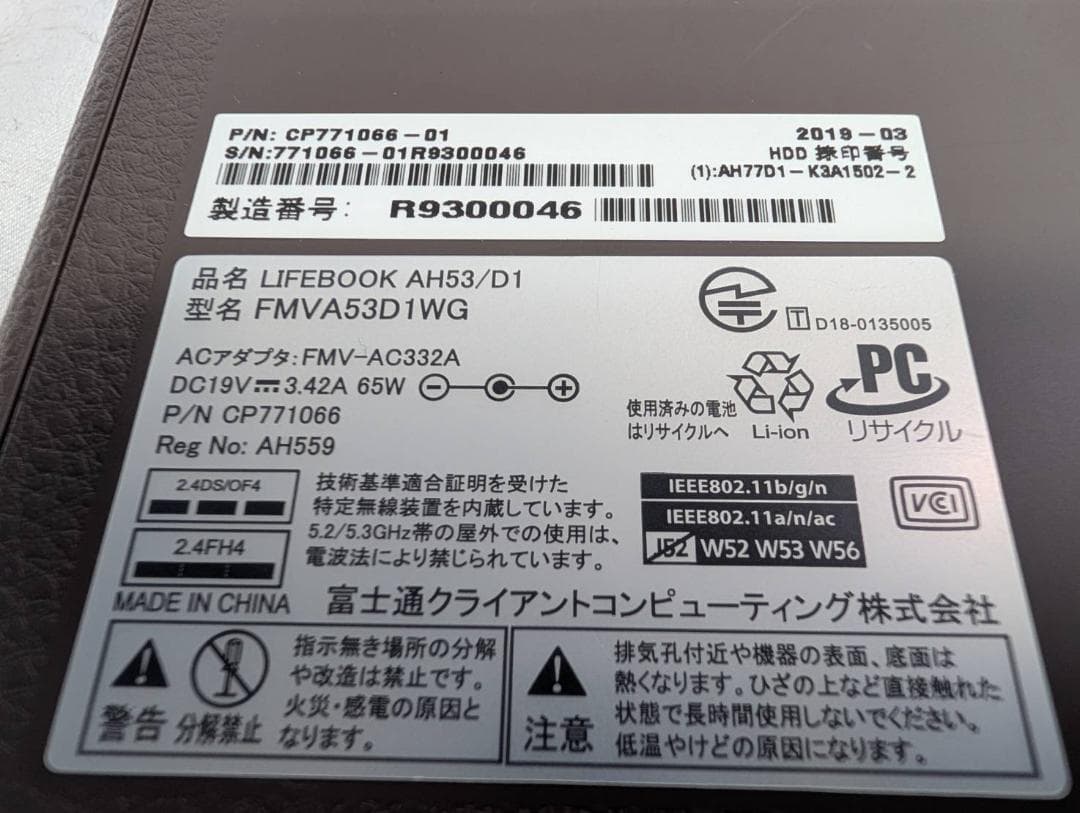 P/N: CP771066-01
S/N:771066-01R9300046
2019-03
HDD 捺印番号
(1):AH77D1-K3A1502-2
製造番号: R9300046
品名 LIFEBOOK AH53/D1
型名 FMVA53D1WG
T D18-0135005
ACアダプタ:FMV-AC332A
DC19V 3.42A 65W
P/N CP771066
Reg No: AH559
使用済みの電池
はリサイクルへ
Li-ion
PC
リサイクル
2.4DS/OF4
2.4FH4
技術基準適合証明を受けた
特定無線装置を内蔵しています。
5.2/5.3GHz帯の屋外での使用は、
電波法により禁じられています。
IEEE802.11b/g/n
IEEE802.11a/n/ac
J52 W52 W53 W56
VCI
MADE IN CHINA
富士通クライアントコンピューティング株式会社
警告
分解禁止
指示無き場所の分解
や改造は禁止です。
火災・感電の原因と
なります。
注意
排気孔付近や機器の表面、底面は
熱くなります。ひざの上など直接触れた
状態で長時間使用しないでください。
低温やけどの原因になります。